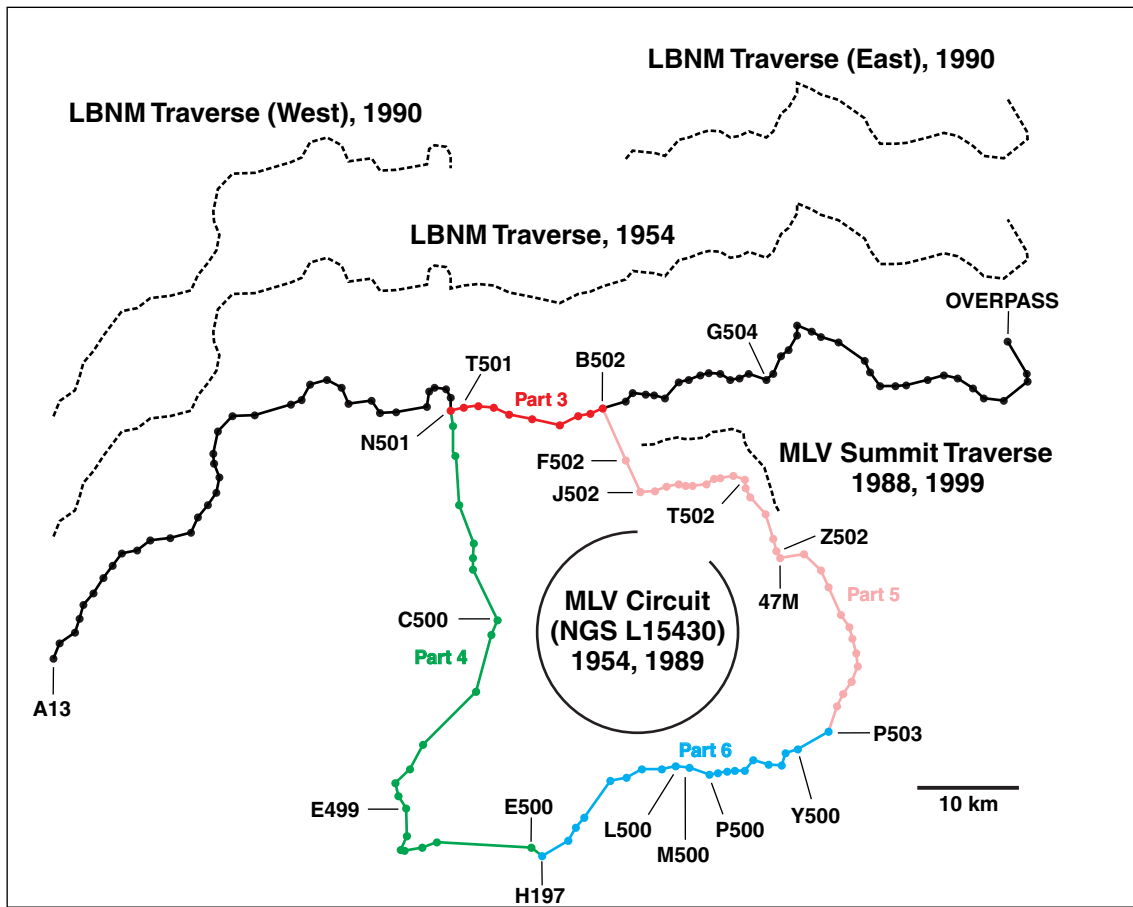 LBNM Traverse (East), 1990
LBNM Traverse (West), 1990
LBNM Traverse, 1954
OVERPASS
G504
B502
T501
Part 3
N501
F502
MLV Summit Traverse
1988, 1999
J502
T502
Z502
47M
Part 5
MLV Circuit
(NGS L15430)
1954, 1989
C500
Part 4
A13
P503
Part 6
E499
E500
L500
M500
P500
Y500
10 km
H197